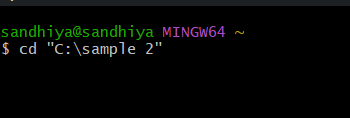 sandhiya@sandhiya MINGW64 ~
$ cd "C:\sample 2"